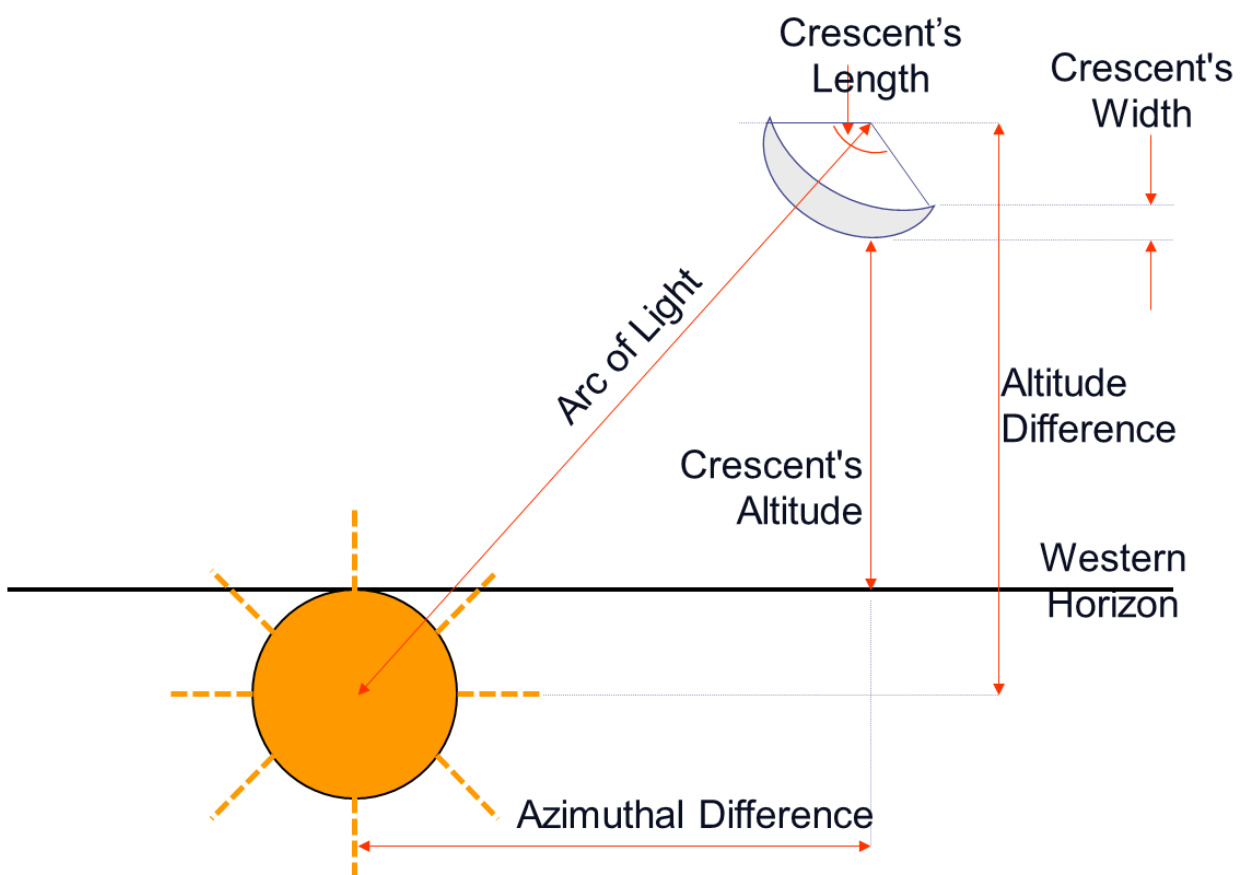 Crescent’s
Length
Crescent's
Width
Arc of Light
Altitude
Difference
Crescent's
Altitude
Western
Horizon
Azimuthal Difference